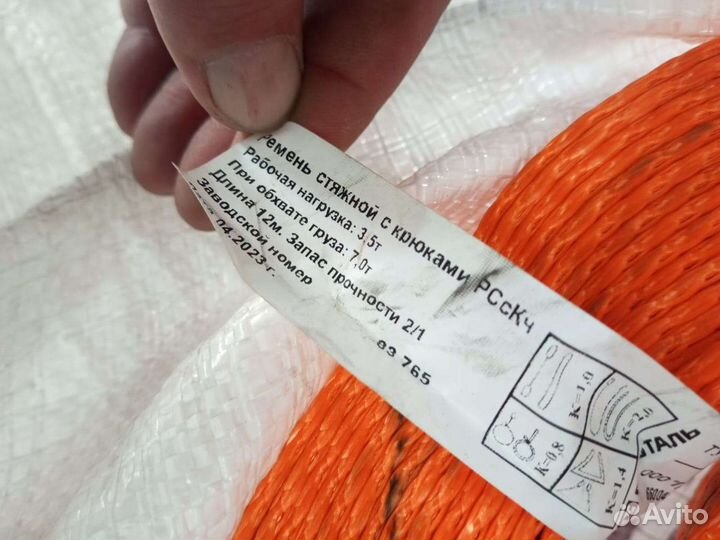 Ремень стяжной с крюками РСсКч
Рабочая нагрузка: 3,5т
При обхвате груза: 7,0т
Длина 12м. Запас прочности 2/1
Заводской номер 765
04.2023 г.
К=1,0
К=2,0
К=0,8
К=1,4
СТАЛЬ
ООО
Avito